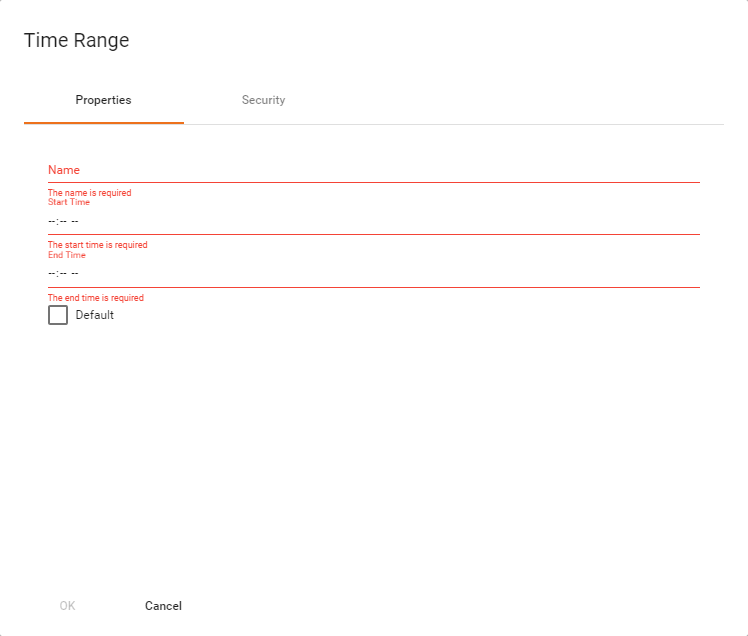 Time Range
Properties Security
Name
The name is required
Start Time
--:-- --
The start time is required
End Time
--:-- --
The end time is required
Default
OK Cancel